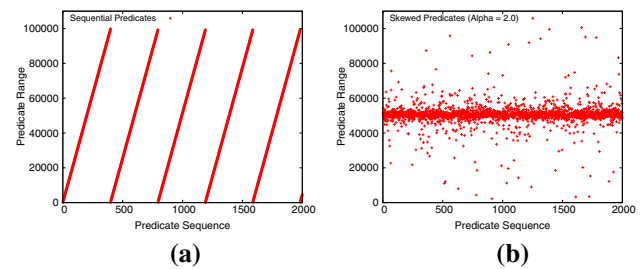 Sequential Predicates
Predicate Range
100000
80000
60000
40000
20000
0
0
500
1000
1500
2000
Predicate Sequence
(a)
Skewed Predicates (Alpha = 2.0)
Predicate Range
100000
80000
60000
40000
20000
0
0
500
1000
1500
2000
Predicate Sequence
(b)